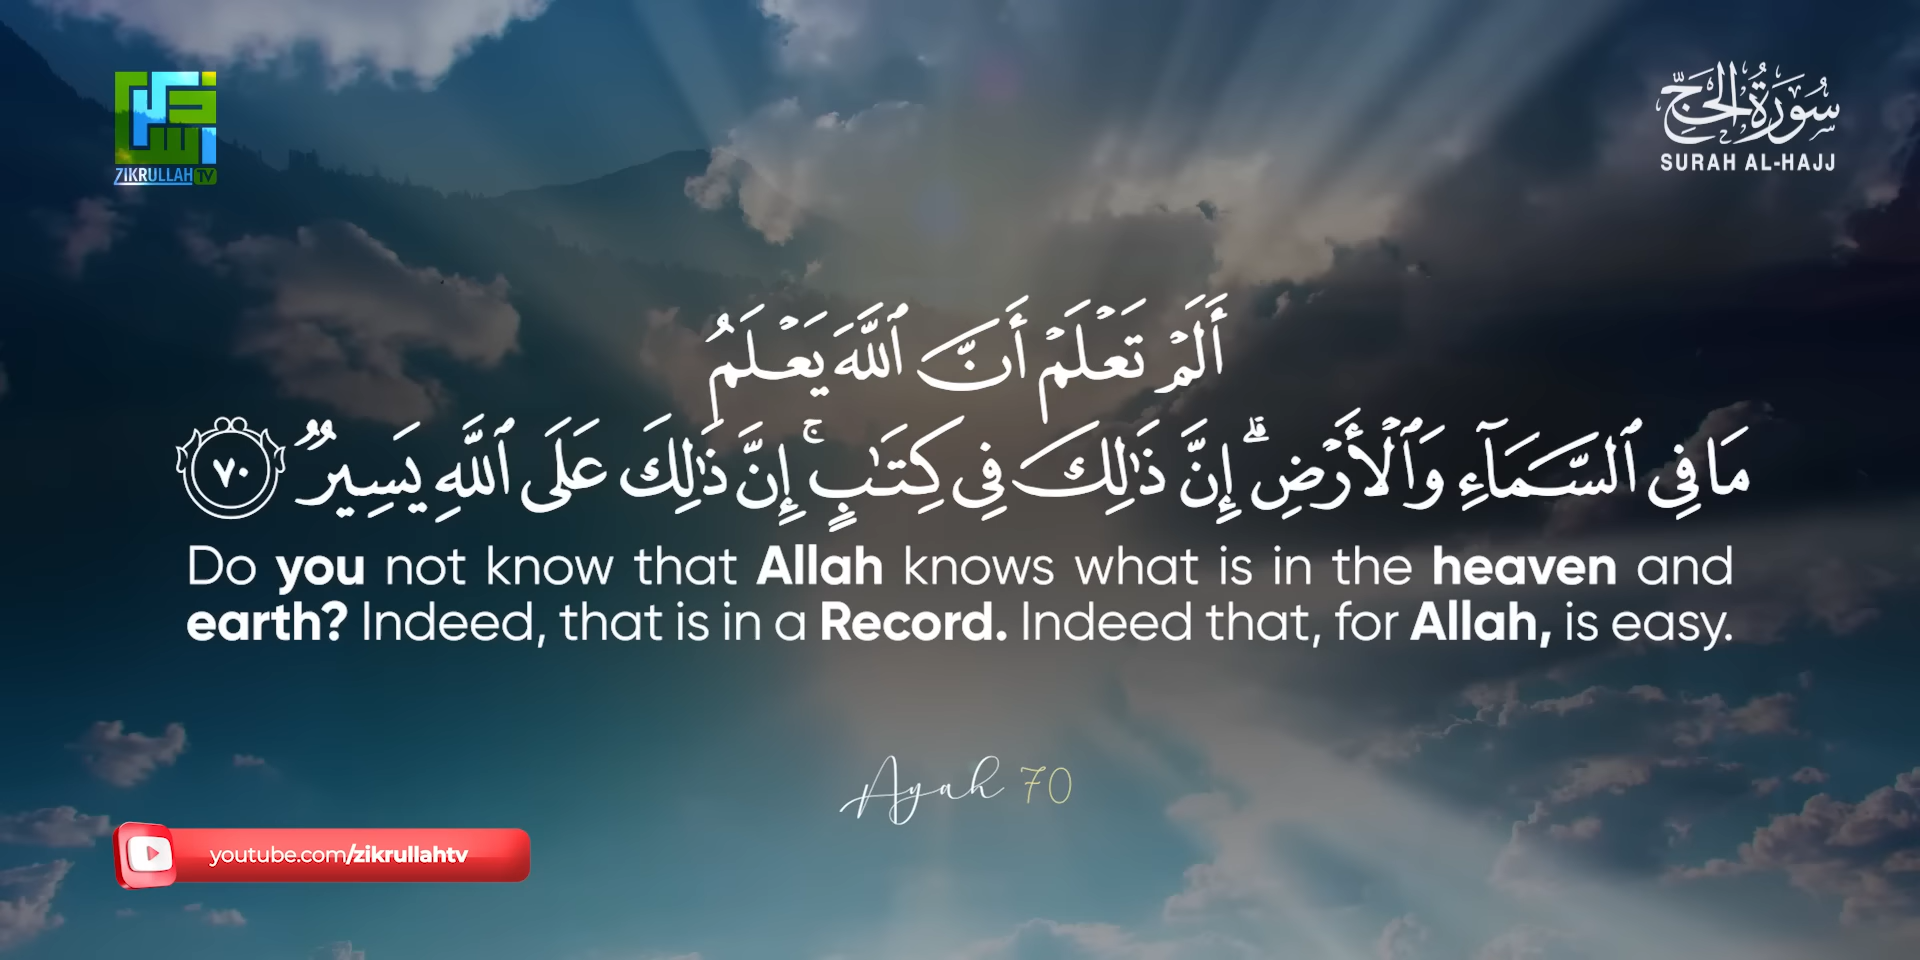 ZIKRULLAH TV
سُورَةُ الحَجِّ
SURAH AL-HAJJ
أَلَمْ تَعْلَمْ أَنَّ ٱللَّهَ يَعْلَمُ
مَا فِى ٱلسَّمَآءِ وَٱلْأَرْضِ ۗ إِنَّ ذَٰلِكَ فِى كِتَـٰبٍ ۚ إِنَّ ذَٰلِكَ عَلَى ٱللَّهِ يَسِيرٌ ٧٠
Do you not know that Allah knows what is in the heaven and
earth? Indeed, that is in a Record. Indeed that, for Allah, is easy.
Ayah 70
youtube.com/zikrullahtv